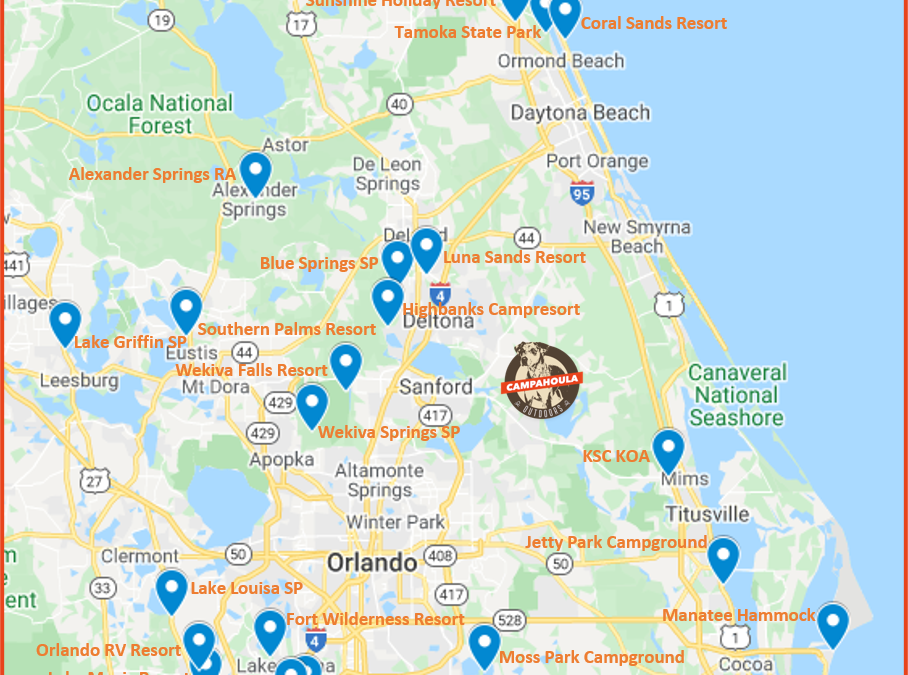 Sunshine Holiday Resort
19
17
Tamoka State Park
Coral Sands Resort
Ormond Beach
Ocala National
Forest
40
Daytona Beach
Astor
De Leon
Springs
Port Orange
Alexander Springs RA
Alexander
Springs
95
New Smyrna
Beach
44
Blue Springs SP
Luna Sands Resort
441
4
1
Highbanks Campresort
Deltona
Southern Palms Resort
Lake Griffin SP
Eustis
44
Wekiva Falls Resort
Leesburg
Mt Dora
Sanford
CAMPAHOULA
OUTDOORS
Canaveral
National
Seashore
429
417
429
Wekiva Springs SP
Apopka
KSC KOA
Mims
27
Altamonte
Springs
Titusville
Winter Park
Clermont
50
Orlando
408
50
Jetty Park Campground
33
Lake Louisa SP
417
Fort Wilderness Resort
528
Manatee Hammock
4
1
Orlando RV Resort
Moss Park Campground
Cocoa